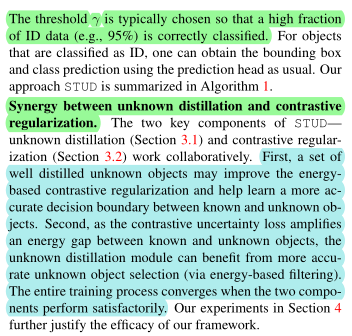 The threshold γ is typically chosen so that a high fraction
of ID data (e.g., 95%) is correctly classified. For objects
that are classified as ID, one can obtain the bounding box
and class prediction using the prediction head as usual. Our
approach STUD is summarized in Algorithm 1.
Synergy between unknown distillation and contrastive
regularization. The two key components of STUD—
unknown distillation (Section 3.1) and contrastive regular-
ization (Section 3.2) work collaboratively. First, a set of
well distilled unknown objects may improve the energy-
based contrastive regularization and help learn a more ac-
curate decision boundary between known and unknown ob-
jects. Second, as the contrastive uncertainty loss amplifies
an energy gap between known and unknown objects, the
unknown distillation module can benefit from more accu-
rate unknown object selection (via energy-based filtering).
The entire training process converges when the two com-
ponents perform satisfactorily. Our experiments in Section 4
further justify the efficacy of our framework.